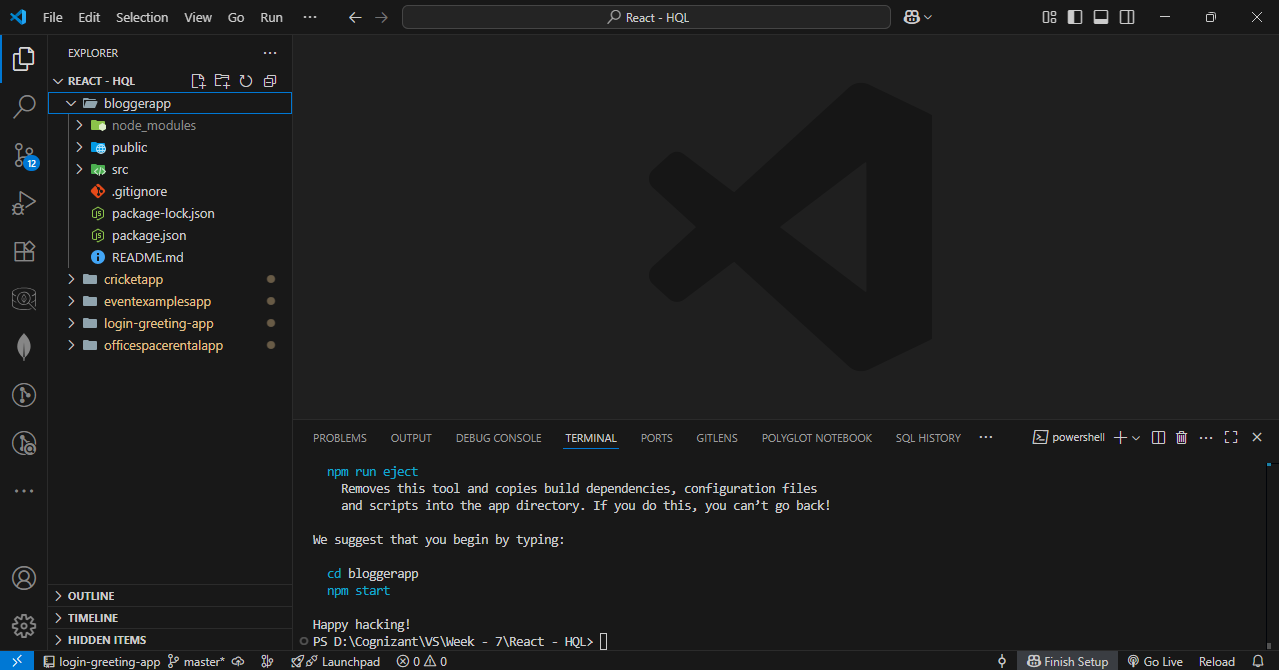 File Edit Selection View Go Run ··· React - HQL
EXPLORER ···
REACT - HQL
bloggerapp
node_modules
public
src
.gitignore
package-lock.json
package.json
README.md
cricketapp
eventexamplesapp
login-greeting-app
officespacerentalapp
OUTLINE
TIMELINE
HIDDEN ITEMS
12
PROBLEMS OUTPUT DEBUG CONSOLE TERMINAL PORTS GITLENS POLYGLOT NOTEBOOK SQL HISTORY ··· powershell
npm run eject
Removes this tool and copies build dependencies, configuration files
and scripts into the app directory. If you do this, you can’t go back!
We suggest that you begin by typing:
cd bloggerapp
npm start
Happy hacking!
PS D:\Cognizant\VS\Week - 7\React - HQL>
login-greeting-app master* Launchpad 0 0 Finish Setup Go Live Reload